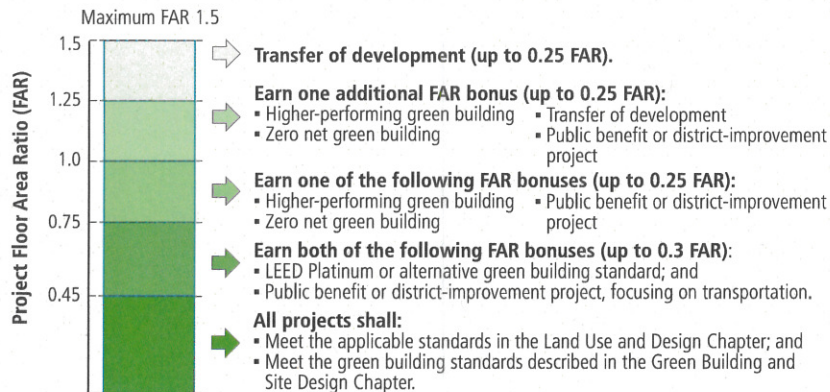 Maximum FAR 1.5
Project Floor Area Ratio (FAR)
1.5
Transfer of development (up to 0.25 FAR).
1.25
Earn one additional FAR bonus (up to 0.25 FAR):
▪ Higher-performing green building
▪ Zero net green building
▪ Transfer of development
▪ Public benefit or district-improvement
project
1.0
Earn one of the following FAR bonuses (up to 0.25 FAR):
▪ Higher-performing green building
▪ Zero net green building
▪ Public benefit or district-improvement
project
0.75
Earn both of the following FAR bonuses (up to 0.3 FAR):
▪ LEED Platinum or alternative green building standard; and
▪ Public benefit or district-improvement project, focusing on transportation.
0.45
All projects shall:
▪ Meet the applicable standards in the Land Use and Design Chapter; and
▪ Meet the green building standards described in the Green Building and
Site Design Chapter.